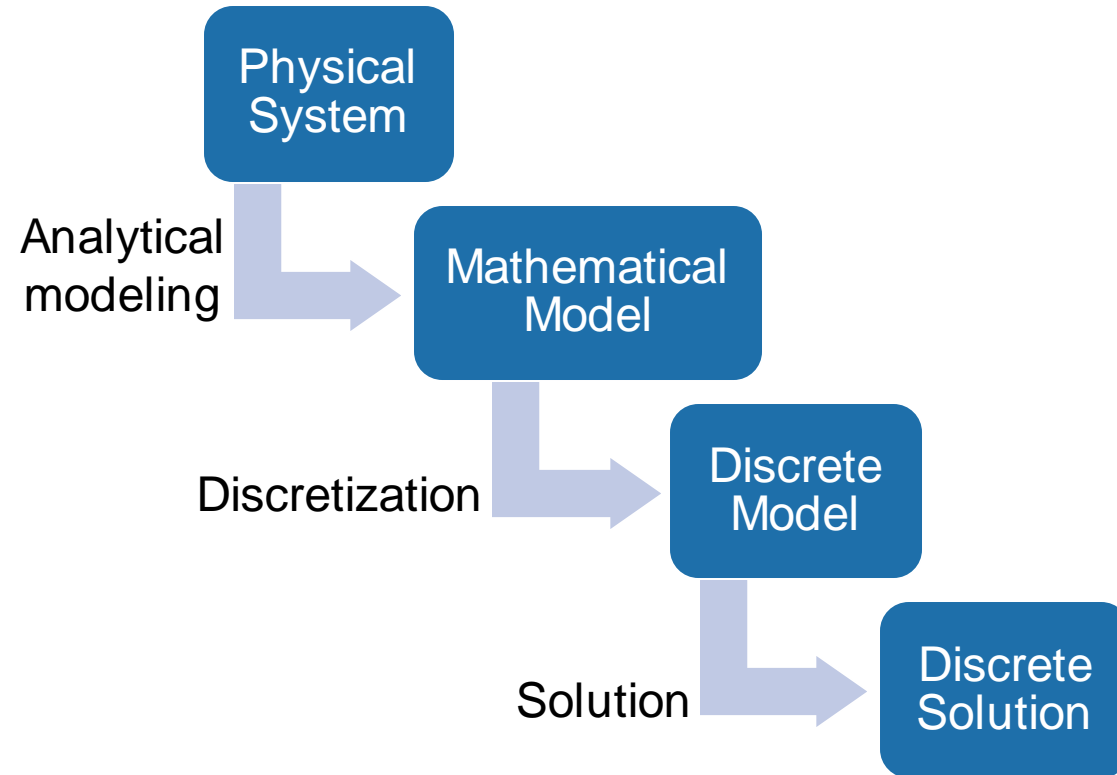 Physical
System
Analytical
modeling
Mathematical
Model
Discretization
Discrete
Model
Solution
Discrete
Solution